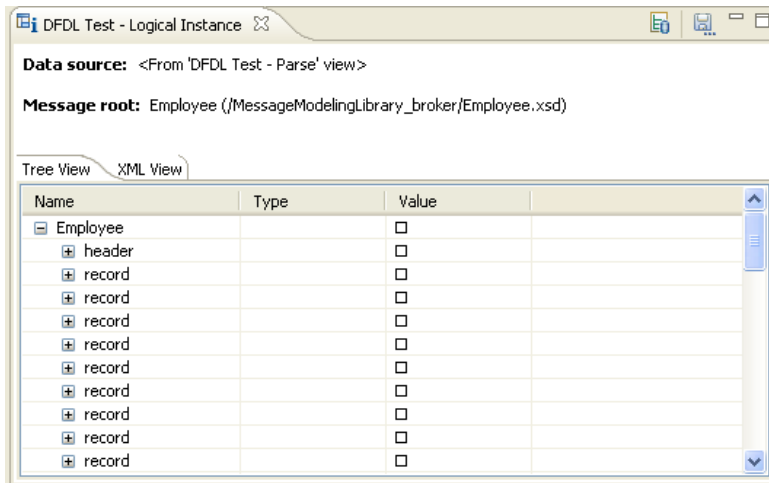 DFDL Test - Logical Instance
Data source: <From 'DFDL Test - Parse' view>
Message root: Employee (/MessageModelingLibrary_broker/Employee.xsd)
Tree View XML View
Name Type Value
Employee
header
record
record
record
record
record
record
record
record
record